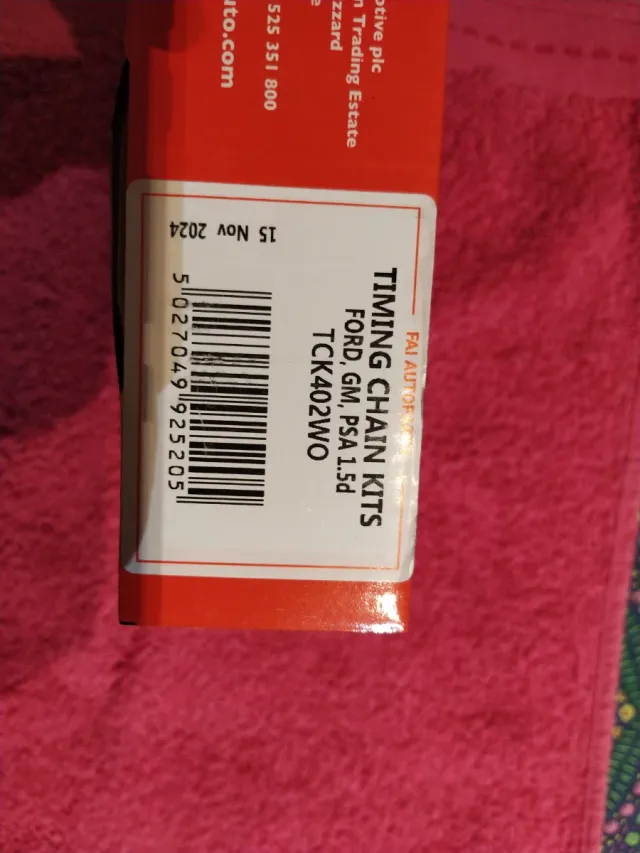 ptive plc
n Trading Estate
zzard
e
525 351 800
uto.com
FAI AUTOPARTS
TIMING CHAIN KITS
FORD, GM, PSA 1.5d
TCK402WO
5 027049 925205
15 Nov 2024